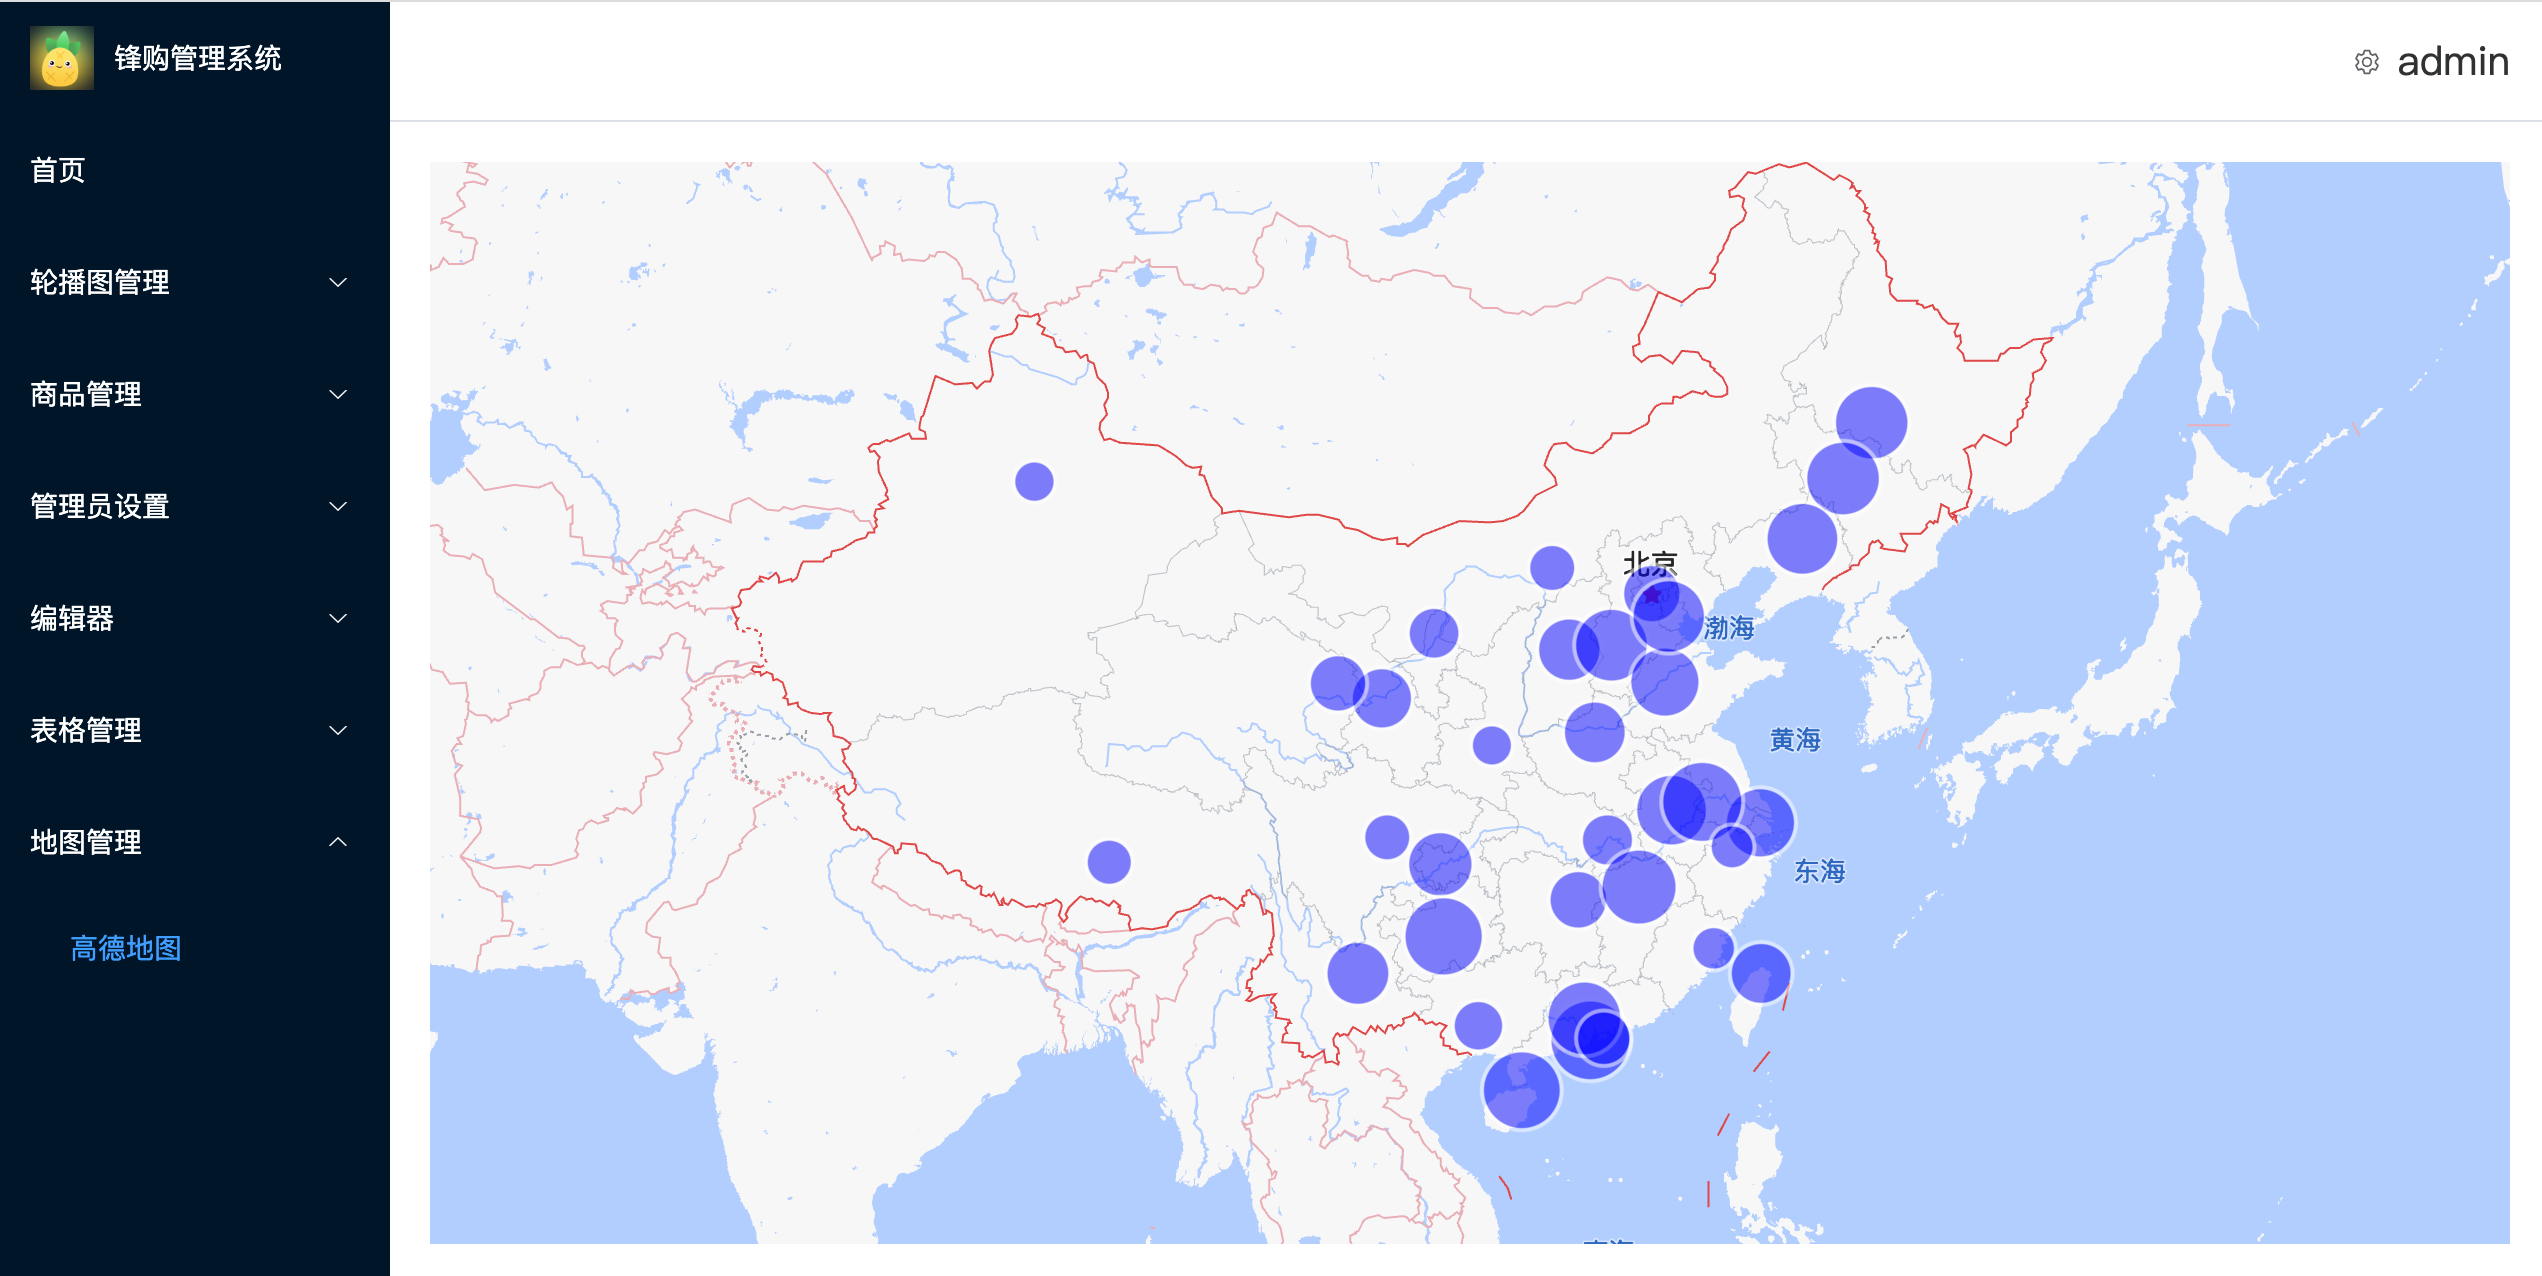 锋购管理系统
admin
首页
轮播图管理
商品管理
管理员设置
编辑器
表格管理
地图管理
高德地图
北京
渤海
黄海
东海